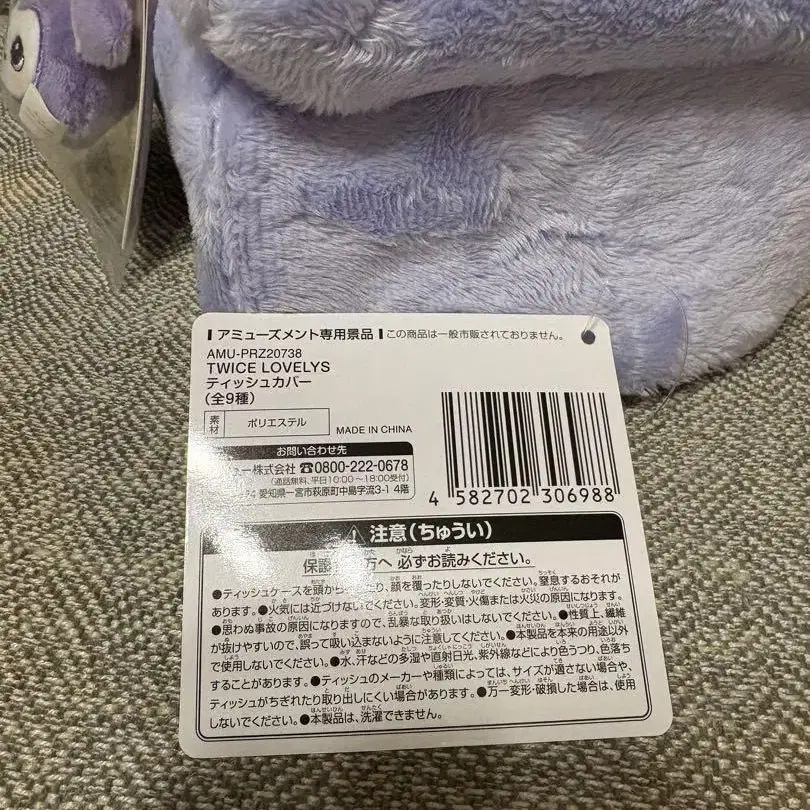 アミューズメント専用景品 この商品は一般市販されておりません。
AMU-PRZ20738
TWICE LOVELYS
ティッシュカバー
(全9種)
素材 ポリエステル
MADE IN CHINA
お問い合わせ先
ュー株式会社 ☎0800-222-0678
(通話無料、平日10:00~18:00受付)
愛知県一宮市萩原町中島字流3-1 4階
4 582702 306988
⚠ 注意(ちゅうい)
方へ 必ずお読みください。
●ティッシュケースを頭から り、顔を覆ったりしないでください。窒息するおそれが
あります。●火気には近づけないでください。変形・変質・火傷または火災の原因になります。
●思わぬ事故の原因になりますので、乱暴な取り扱いはしないでください。●性質上、繊維
が抜けやすいので、誤って吸い込まないように注意してください。●本製品を本来の用途以外
で使用しないでください。●水、汗などの多湿や直射日光、紫外線などにより色うつり、色落ち
することがあります。●ティッシュのメーカーや種類によっては、サイズが適さない場合や、
ティッシュがちぎれたり取り出しにくい場合があります。●万一変形・破損した場合は、使用
しないでください。●本製品は、洗濯できません。